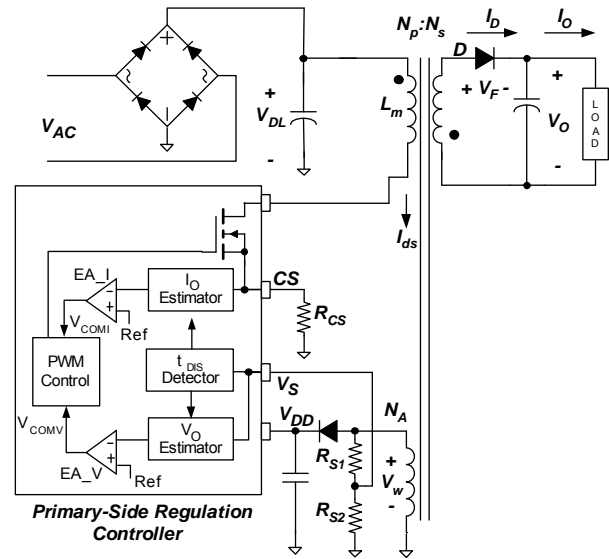 Np:Ns
ID
IO
D
+ VF -
+
VDL
-
Lm
+
VO
-
LOAD
VAC
Ids
EA_I
IO
Estimator
CS
RCS
VCOMI
Ref
PWM
Control
tDIS
Detector
VS
VCOMV
VO
Estimator
VDD
NA
EA_V
Ref
RS1
RS2
+
Vw
-
Primary-Side Regulation
Controller